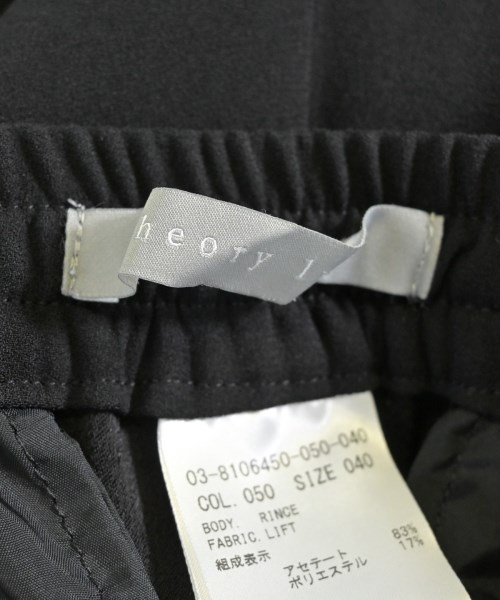 heory l
03-8106450-050-040
COL. 050 SIZE 040
BODY. RINCE
FABRIC. LIFT
組成表示
アセテート 83%
ポリエステル 17%